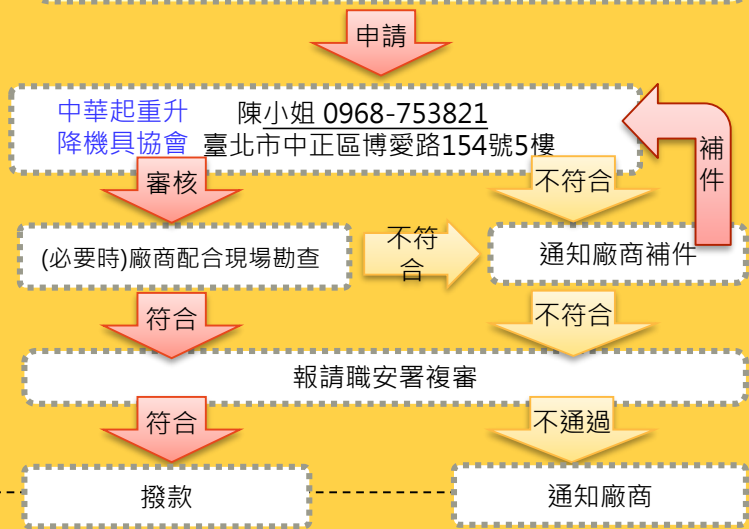 申請
中華起重升
降機具協會
陳小姐 0968-753821
臺北市中正區博愛路154號5樓
補
件
審核
不符合
(必要時)廠商配合現場勘查
不符
合
通知廠商補件
符合
不符合
報請職安署複審
符合
不通過
撥款
通知廠商